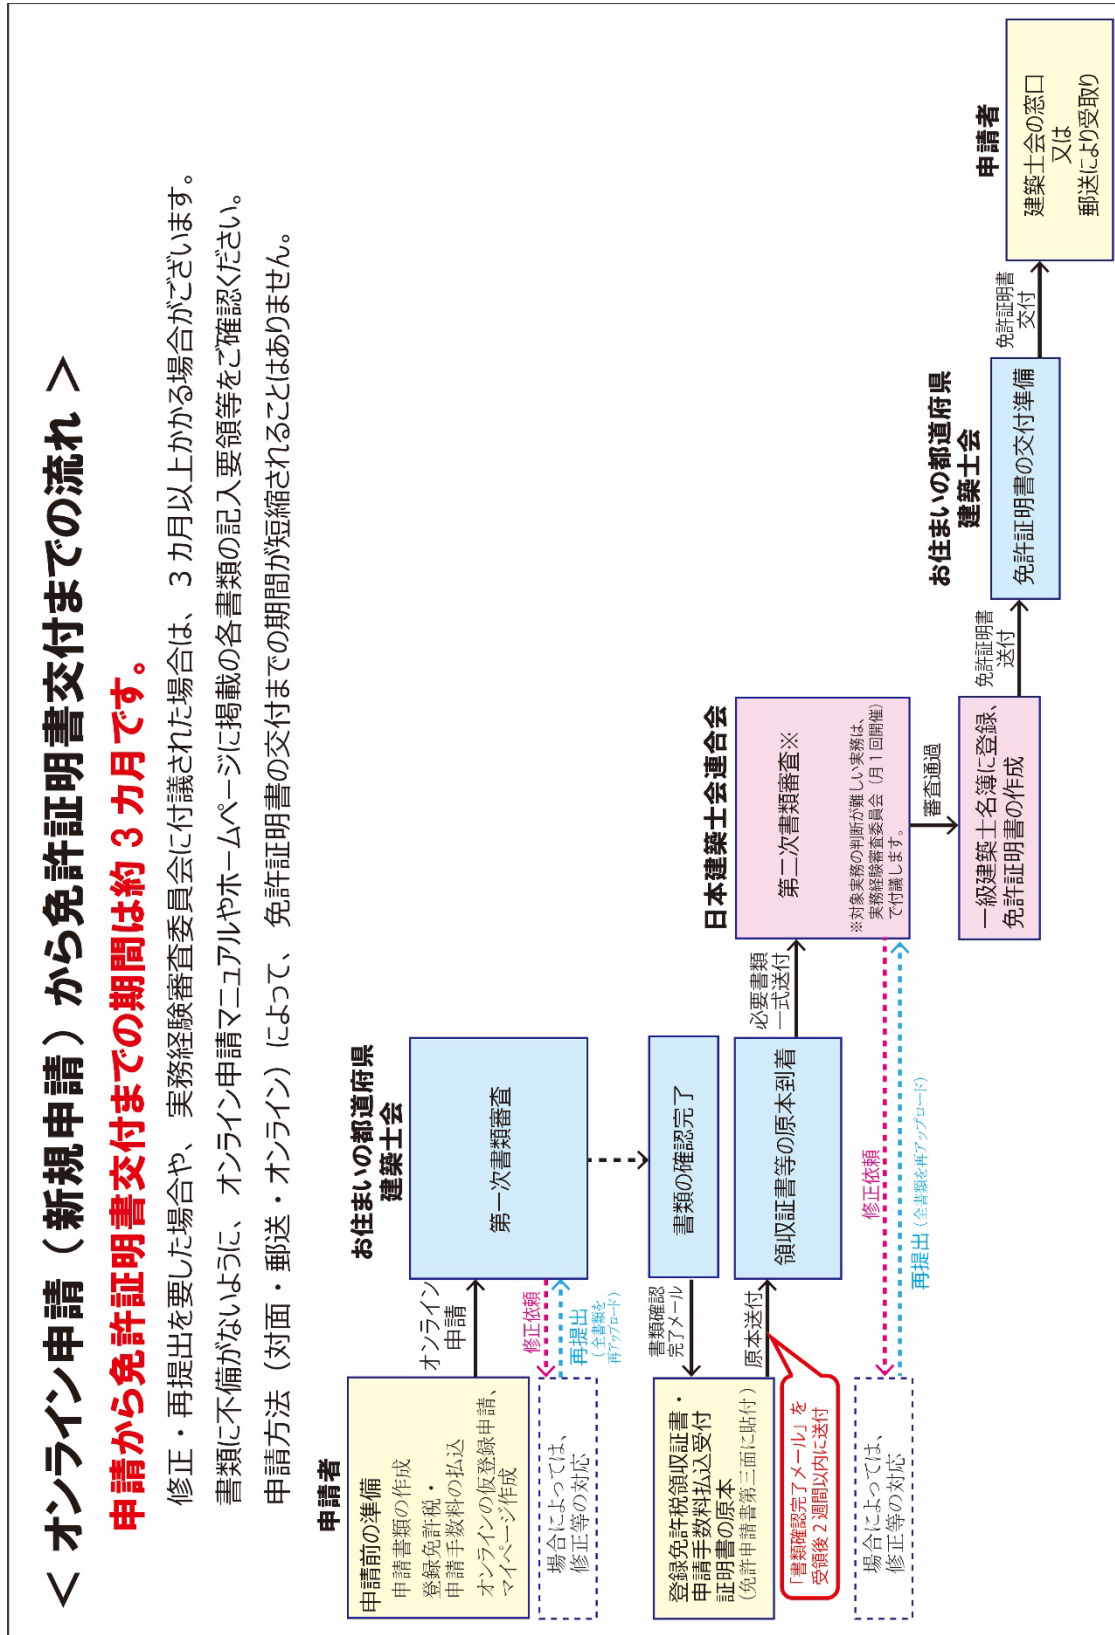 < オンライン申請（新規申請）から免許証明書交付までの流れ >
申請から免許証明書交付までの期間は約 3 カ月です。
修正・再提出を要した場合や、実務経験審査委員会に付議された場合は、3 カ月以上かかる場合がございます。
書類に不備がないように、オンライン申請マニュアルやホームページに掲載の各書類の記入要領等をご確認ください。
申請方法（対面・郵送・オンライン）によって、免許証明書の交付までの期間が短縮されることはありません。
申請者
申請前の準備
申請書類の作成
登録免許税・
申請手数料の払込
オンラインの仮登録申請、
マイページ作成
オンライン
申請
お住まいの都道府県
建築士会
第一次書類審査
修正依頼
再提出
（全書類を
再アップロード）
場合によっては、
修正等の対応
書類の確認完了
書類確認
完了メール
登録免許税領収証書・
申請手数料払込受付
証明書の原本
（免許申請書第三面に貼付）
原本送付
「書類確認完了メール」を
受領後 2 週間以内に送付
領収証書等の原本到着
必要書類
一式送付
日本建築士会連合会
第二次書類審査※
※対象実務の判断が難しい実務は、
実務経験審査委員会（月 1 回開催）
で付議します。
修正依頼
再提出（全書類を再アップロード）
場合によっては、
修正等の対応
審査通過
一級建築士名簿に登録、
免許証明書の作成
免許証明書
送付
お住まいの都道府県
建築士会
免許証明書の交付準備
免許証明書
交付
申請者
建築士会の窓口
又は
郵送により受取り